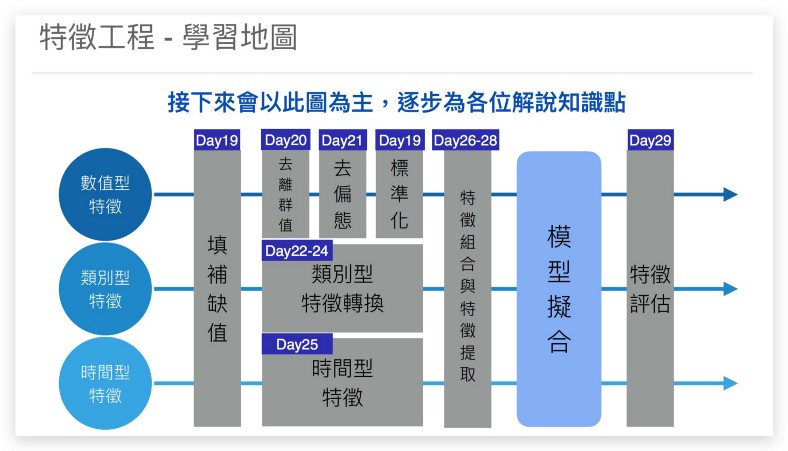 特徵工程 - 學習地圖
接下來會以此圖為主，逐步為各位解說知識點
Day19
Day20
Day21
Day19
Day26-28
Day29
數值型
特徵
填補缺值
去離群值
去偏態
標準化
特徵組合與特徵提取
模型擬合
特徵
評估
類別型
特徵
Day22-24
類別型
特徵轉換
時間型
特徵
Day25
時間型
特徵